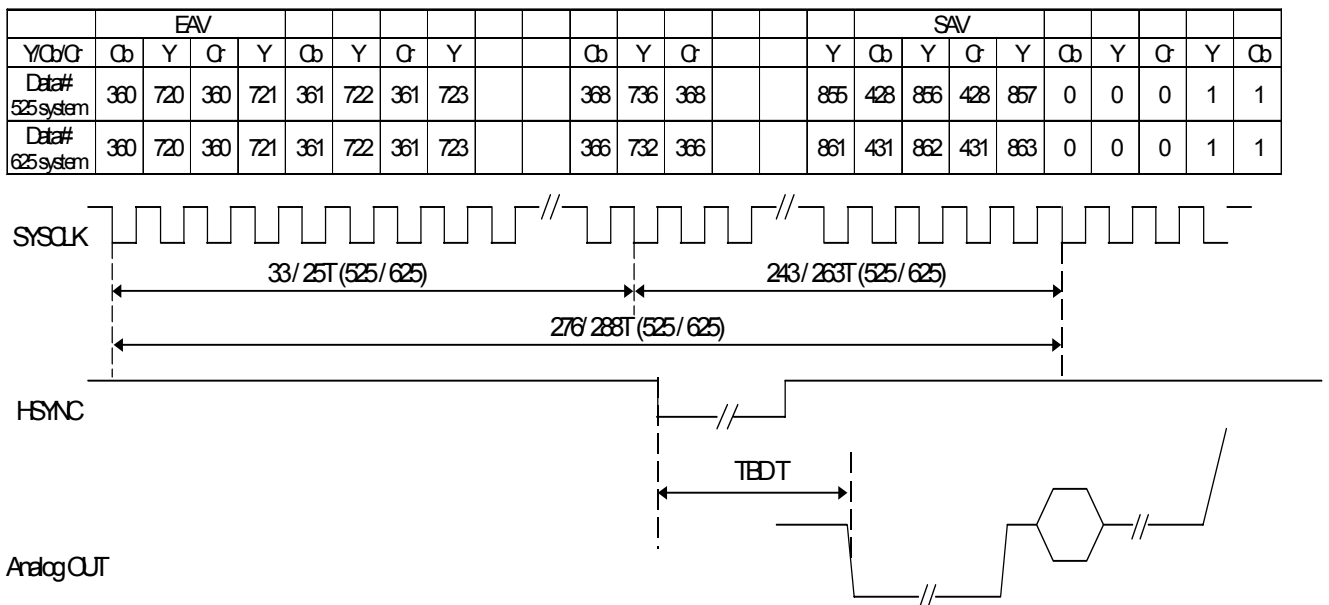 EAV SAV
Y/Cb/Cr Cb Y Cr Y Cb Y Cr Y Cb Y Cr Y Cb Y Cr Y Cb Y Cr Y Cb
Data# 525 system 360 720 360 721 361 722 361 723 368 736 368 855 428 856 428 857 0 0 0 1 1
Data# 625 system 360 720 360 721 361 722 361 723 366 732 366 861 431 862 431 863 0 0 0 1 1
SYSCLK
33 / 25T (525 / 625) 243 / 263T (525 / 625)
276/ 288T (525 / 625)
HSYNC
TBD T
Analog OUT